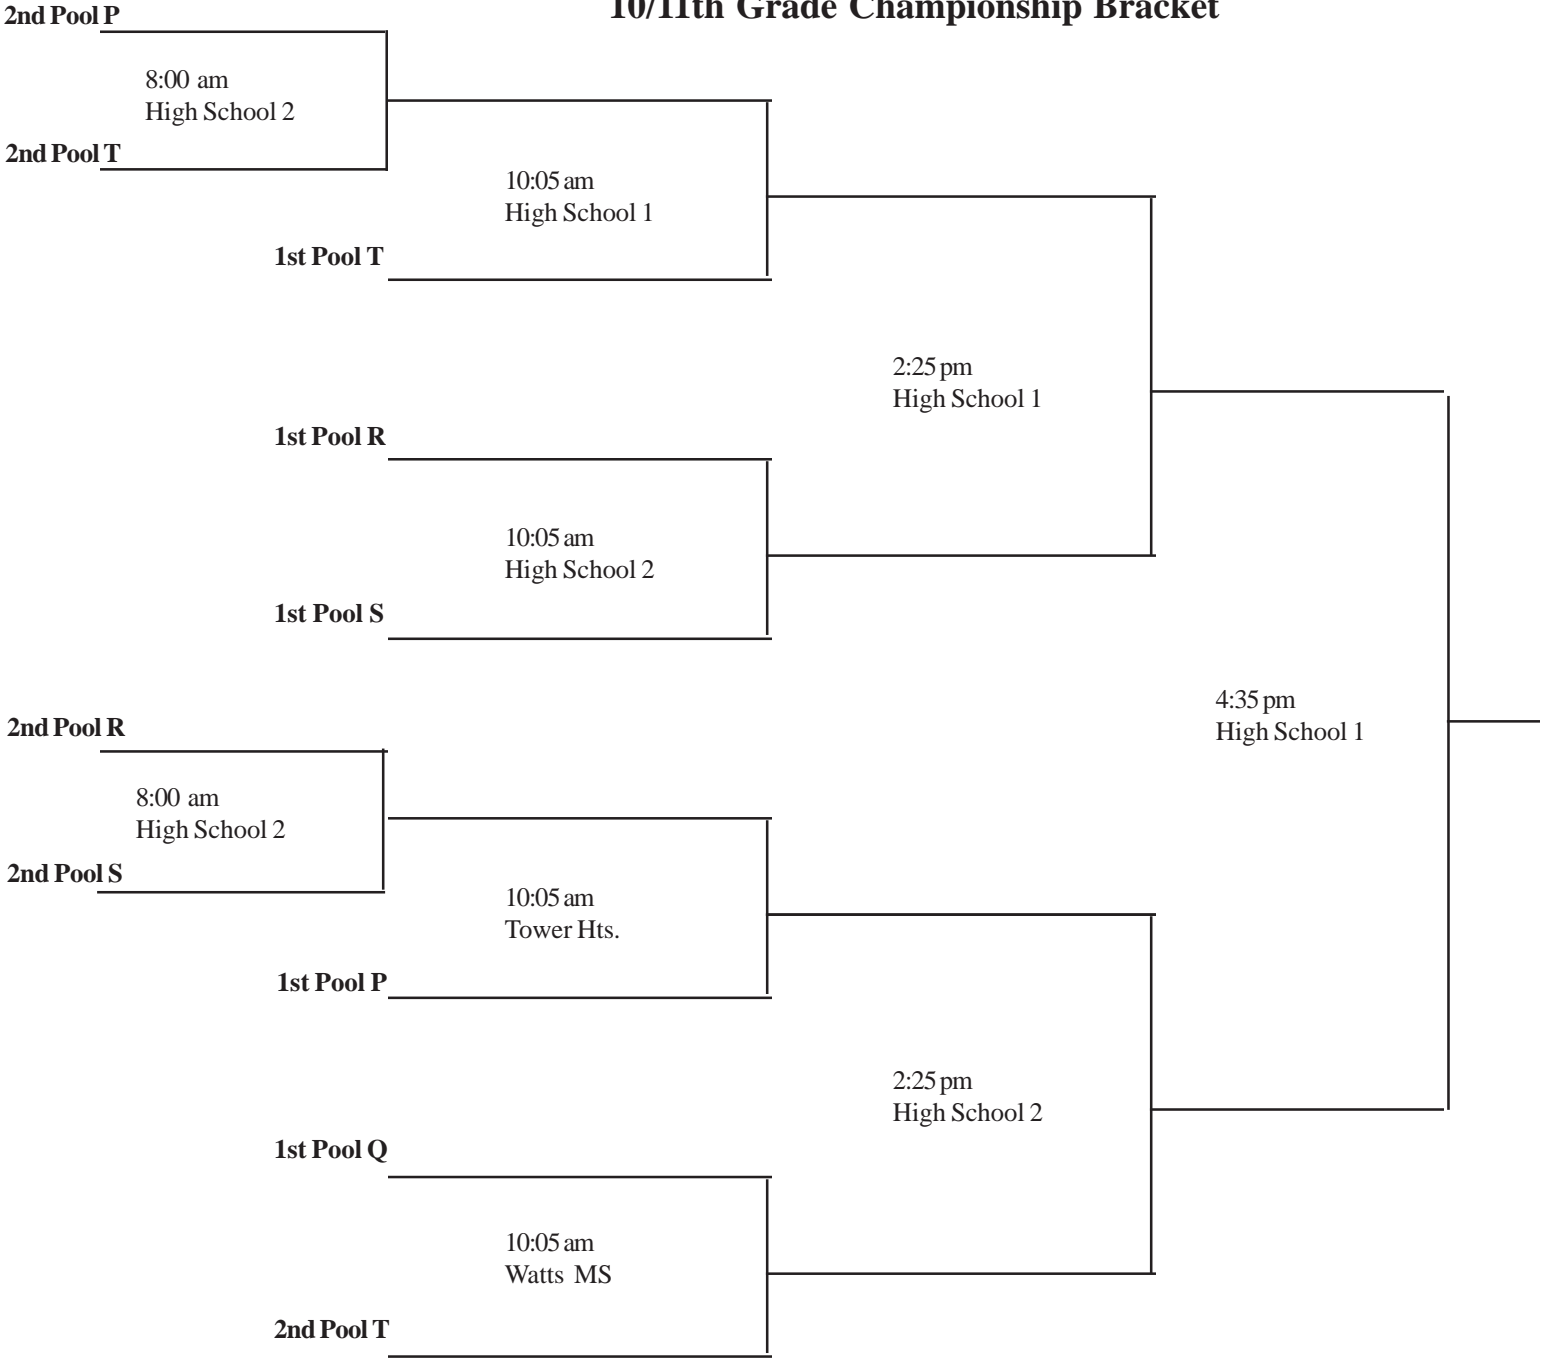 10/11th Grade Championship Bracket
2nd Pool P
8:00 am
High School 2
2nd Pool T
10:05 am
High School 1
1st Pool T
2:25 pm
High School 1
1st Pool R
10:05 am
High School 2
1st Pool S
4:35 pm
High School 1
2nd Pool R
8:00 am
High School 2
2nd Pool S
10:05 am
Tower Hts.
1st Pool P
2:25 pm
High School 2
1st Pool Q
10:05 am
Watts MS
2nd Pool T